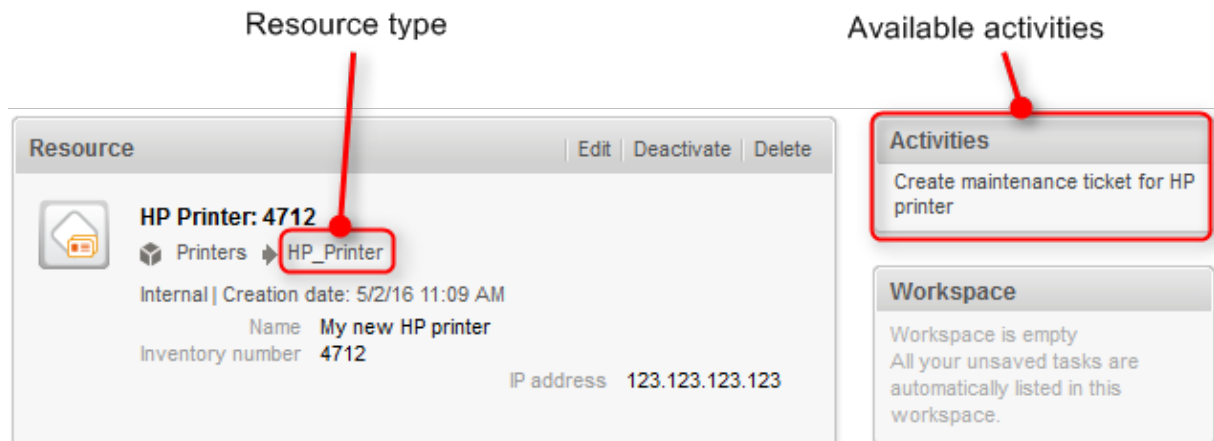 Resource type
Available activities
Resource
Edit | Deactivate | Delete
HP Printer: 4712
Printers HP_Printer
Internal | Creation date: 5/2/16 11:09 AM
Name My new HP printer
Inventory number 4712
IP address 123.123.123.123
Activities
Create maintenance ticket for HP
printer
Workspace
Workspace is empty
All your unsaved tasks are
automatically listed in this
workspace.